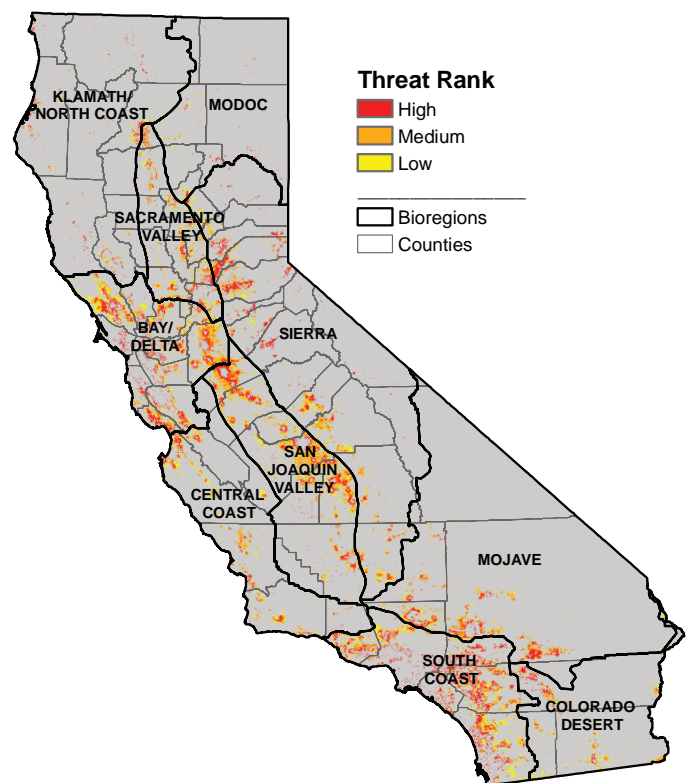 Threat Rank
High
Medium
Low
Bioregions
Counties
KLAMATH/
NORTH COAST
MODOC
SACRAMENTO
VALLEY
BAY/
DELTA
SIERRA
SAN
JOAQUIN
VALLEY
CENTRAL
COAST
MOJAVE
SOUTH
COAST
COLORADO
DESERT